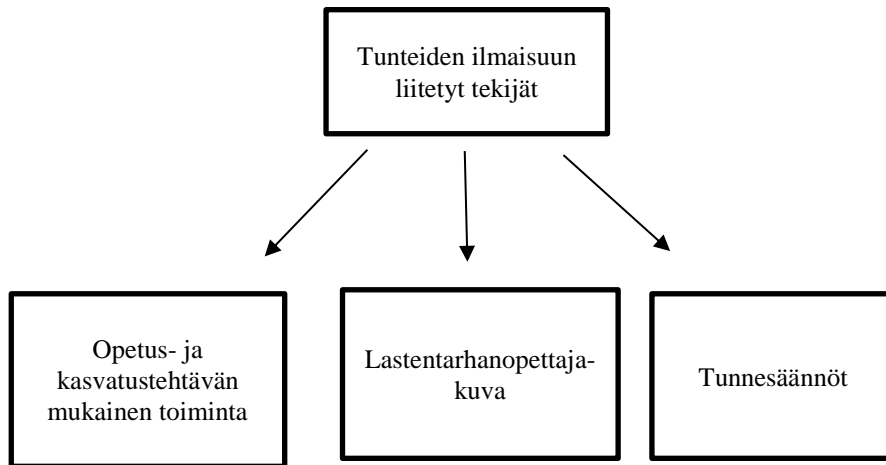 Tunteiden ilmaisuun
liitetyt tekijät
Opetus- ja
kasvatustehtävän
mukainen toiminta
Lastentarhanopettaja-
kuva
Tunnesäännöt